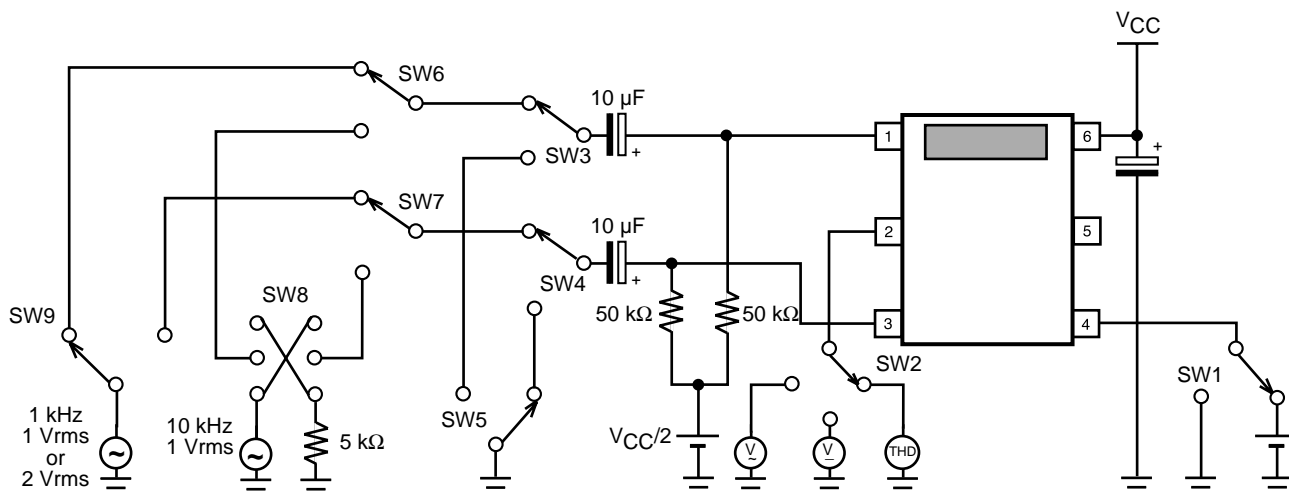 VCC
SW6
10 µF
+
SW3
1
6
+
SW7
10 µF
+
SW4
2
5
SW8
50 kΩ
50 kΩ
3
4
SW9
SW2
SW1
SW5
1 kHz
1 Vrms
or
2 Vrms
~
10 kHz
1 Vrms
~
5 kΩ
VCC/2
V
~
V
–
THD